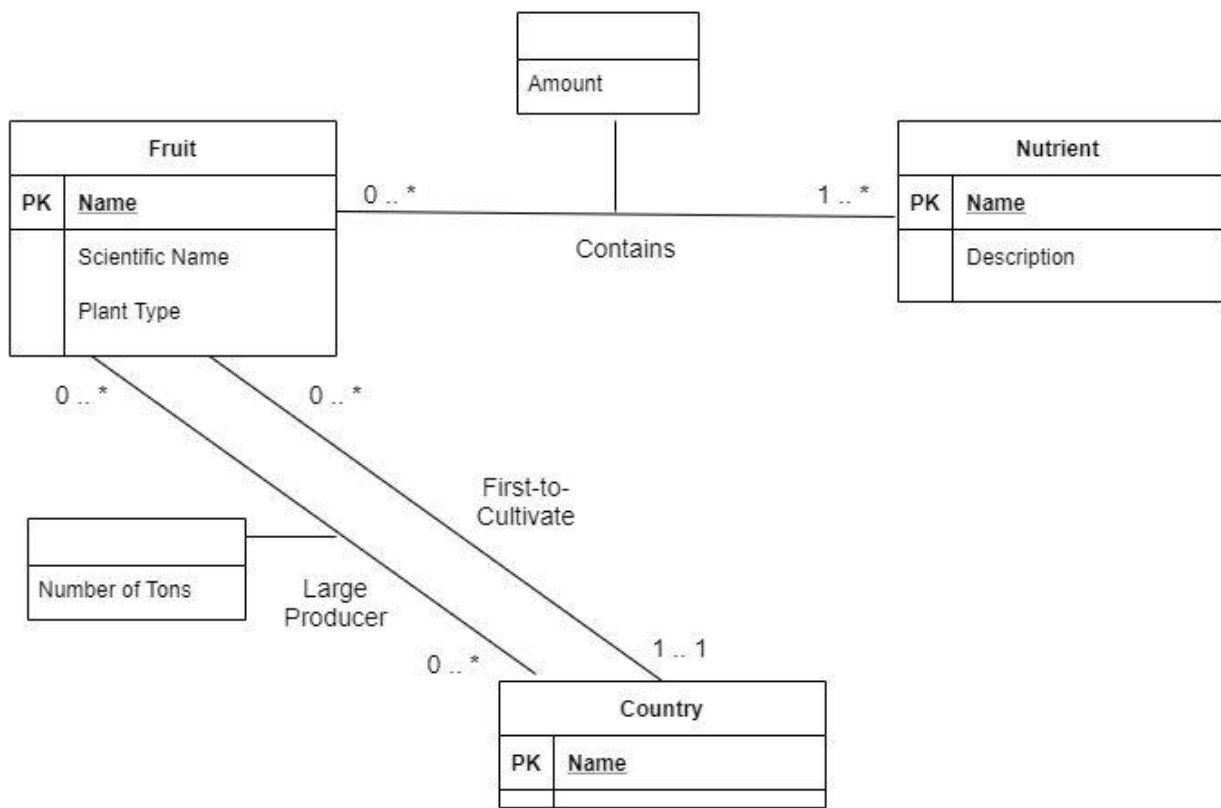 Amount
Fruit
Nutrient
PK Name
0 .. *
1 .. *
PK Name
Contains
Scientific Name
Description
Plant Type
0 .. *
0 .. *
First-to-
Cultivate
Number of Tons
Large
Producer
0 .. *
1 .. 1
Country
PK Name